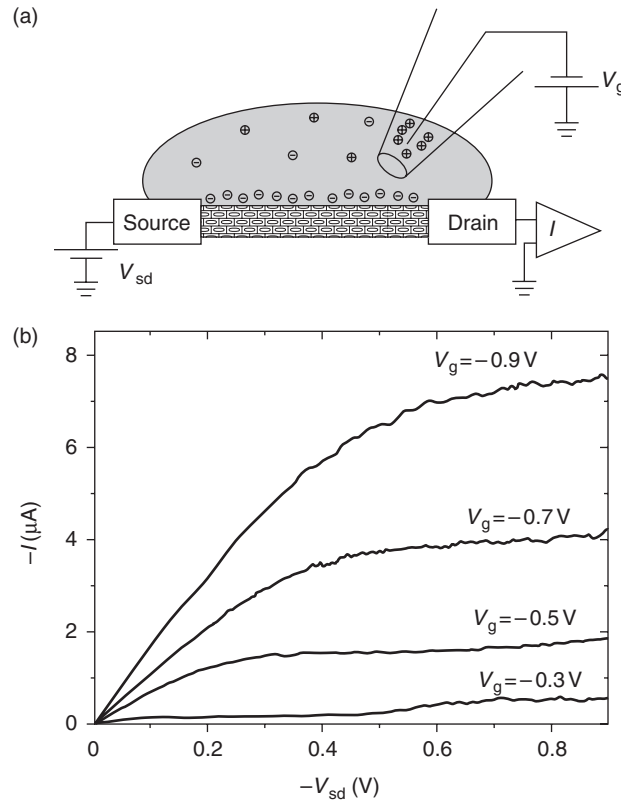 (a)
V_g
⊕ ⊖ ⊕ ⊕
⊕ ⊕ ⊕
⊕ ⊕
⊖ ⊖ ⊕ ⊕
⊖ ⊖ ⊖ ⊖ ⊖ ⊖ ⊖ ⊖ ⊖ ⊖ ⊖ ⊖ ⊖
Source Drain I
V_sd
(b)
8
V_g=−0.9 V
6
−I (μA)
V_g=−0.7 V
4
V_g=−0.5 V
2
V_g=−0.3 V
0
0 0.2 0.4 0.6 0.8
−V_sd (V)